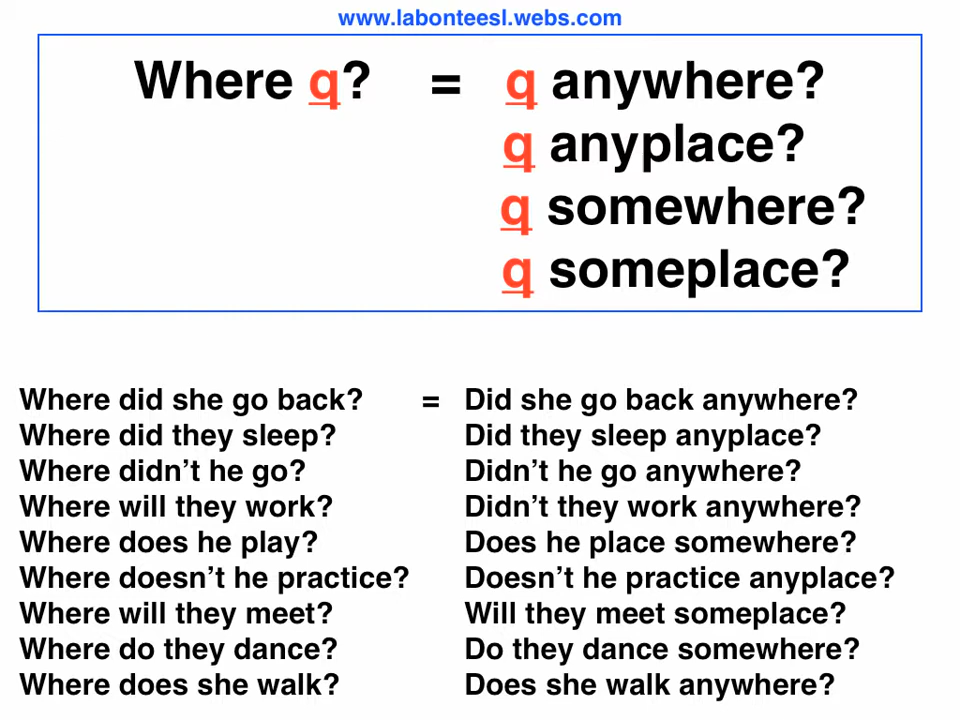 www.labonteesl.webs.com
Where q? = q anywhere?
q anyplace?
q somewhere?
q someplace?
Where did she go back? = Did she go back anywhere?
Where did they sleep? Did they sleep anyplace?
Where didn't he go? Didn't he go anywhere?
Where will they work? Didn't they work anywhere?
Where does he play? Does he place somewhere?
Where doesn't he practice? Doesn't he practice anyplace?
Where will they meet? Will they meet someplace?
Where do they dance? Do they dance somewhere?
Where does she walk? Does she walk anywhere?